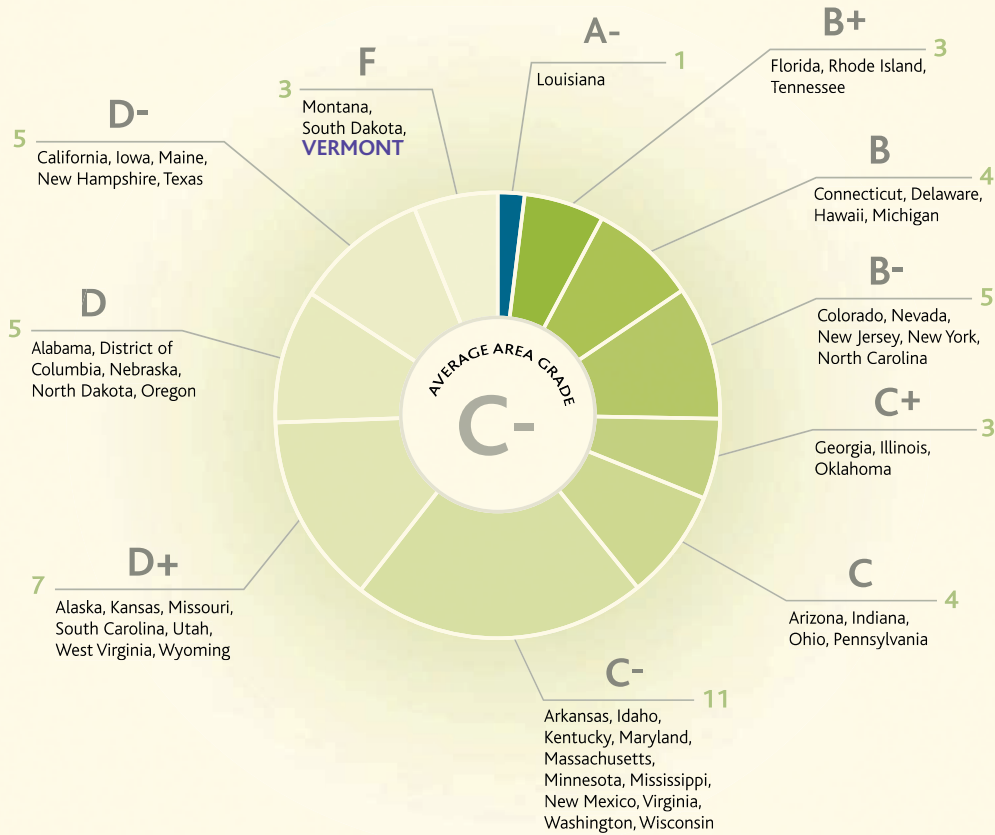 A-
1
Louisiana
B+
3
Florida, Rhode Island,
Tennessee
B
4
Connecticut, Delaware,
Hawaii, Michigan
B-
5
Colorado, Nevada,
New Jersey, New York,
North Carolina
C+
3
Georgia, Illinois,
Oklahoma
C
4
Arizona, Indiana,
Ohio, Pennsylvania
C-
11
Arkansas, Idaho,
Kentucky, Maryland,
Massachusetts,
Minnesota, Mississippi,
New Mexico, Virginia,
Washington, Wisconsin
D+
7
Alaska, Kansas, Missouri,
South Carolina, Utah,
West Virginia, Wyoming
D
5
Alabama, District of
Columbia, Nebraska,
North Dakota, Oregon
D-
5
California, Iowa, Maine,
New Hampshire, Texas
F
3
Montana,
South Dakota,
VERMONT
AVERAGE AREA GRADE
C-